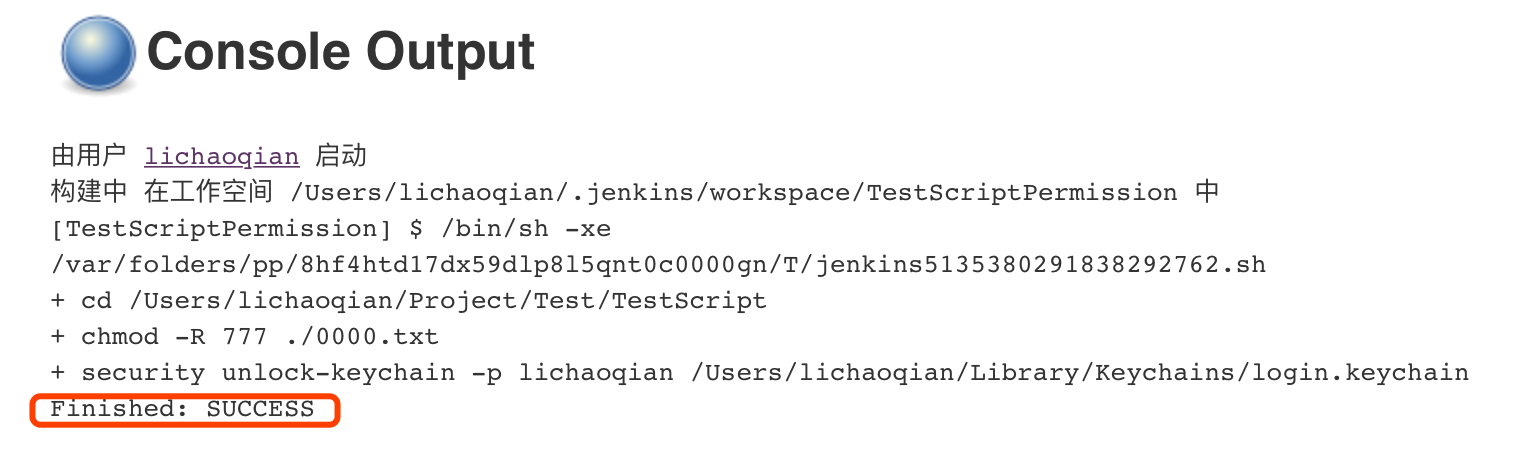 Console Output
由用户 lichaoqian 启动
构建中 在工作空间 /Users/lichaoqian/.jenkins/workspace/TestScriptPermission 中
[TestScriptPermission] $ /bin/sh -xe
/var/folders/pp/8hf4htd17dx59dlp8l5qnt0c0000gn/T/jenkins5135380291838292762.sh
+ cd /Users/lichaoqian/Project/Test/TestScript
+ chmod -R 777 ./0000.txt
+ security unlock-keychain -p lichaoqian /Users/lichaoqian/Library/Keychains/login.keychain
Finished: SUCCESS